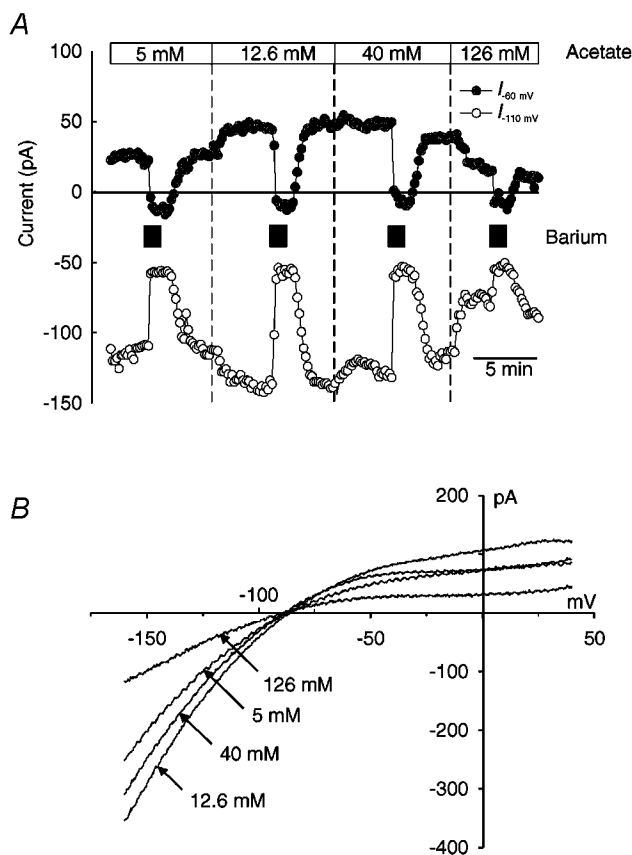 A
100
5 mM 12.6 mM 40 mM 126 mM Acetate
I-60 mV
I-110 mV
50
0
Current (pA)
Barium
-50
-100
5 min
-150
B
200
pA
-100
mV
-150
-50
50
126 mM
5 mM
40 mM
12.6 mM
-100
-200
-300
-400